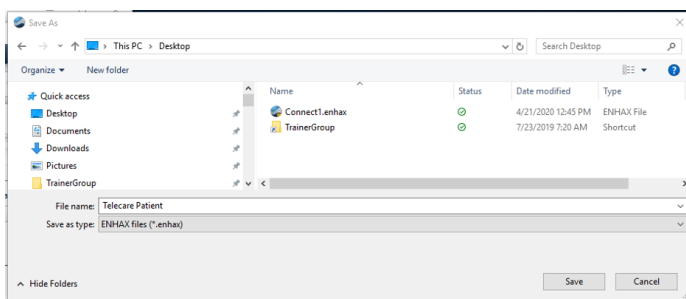 Save As
This PC > Desktop
Search Desktop
Organize New folder
Name Status Date modified Type
Quick access
Desktop
Documents
Downloads
Pictures
TrainerGroup
Connect1.enhax 4/21/2020 12:45 PM ENHAX File
TrainerGroup 7/23/2019 7:20 AM Shortcut
File name: Telecare Patient
Save as type: ENHAX files (*.enhax)
Hide Folders Save Cancel